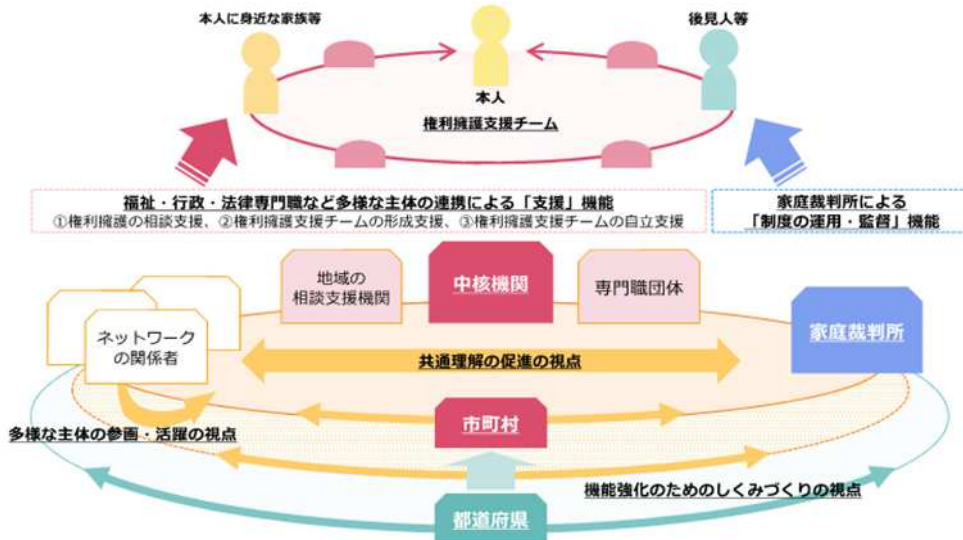 本人に身近な家族等
後見人等
本人
権利擁護支援チーム
福祉・行政・法律専門職など多様な主体の連携による「支援」機能
①権利擁護の相談支援、②権利擁護支援チームの形成支援、③権利擁護支援チームの自立支援
家庭裁判所による
「制度の運用・監督」機能
地域の
相談支援機関
中核機関
専門職団体
ネットワーク
の関係者
家庭裁判所
共通理解の促進の視点
市町村
多様な主体の参画・活躍の視点
機能強化のためのしくみづくりの視点
都道府県